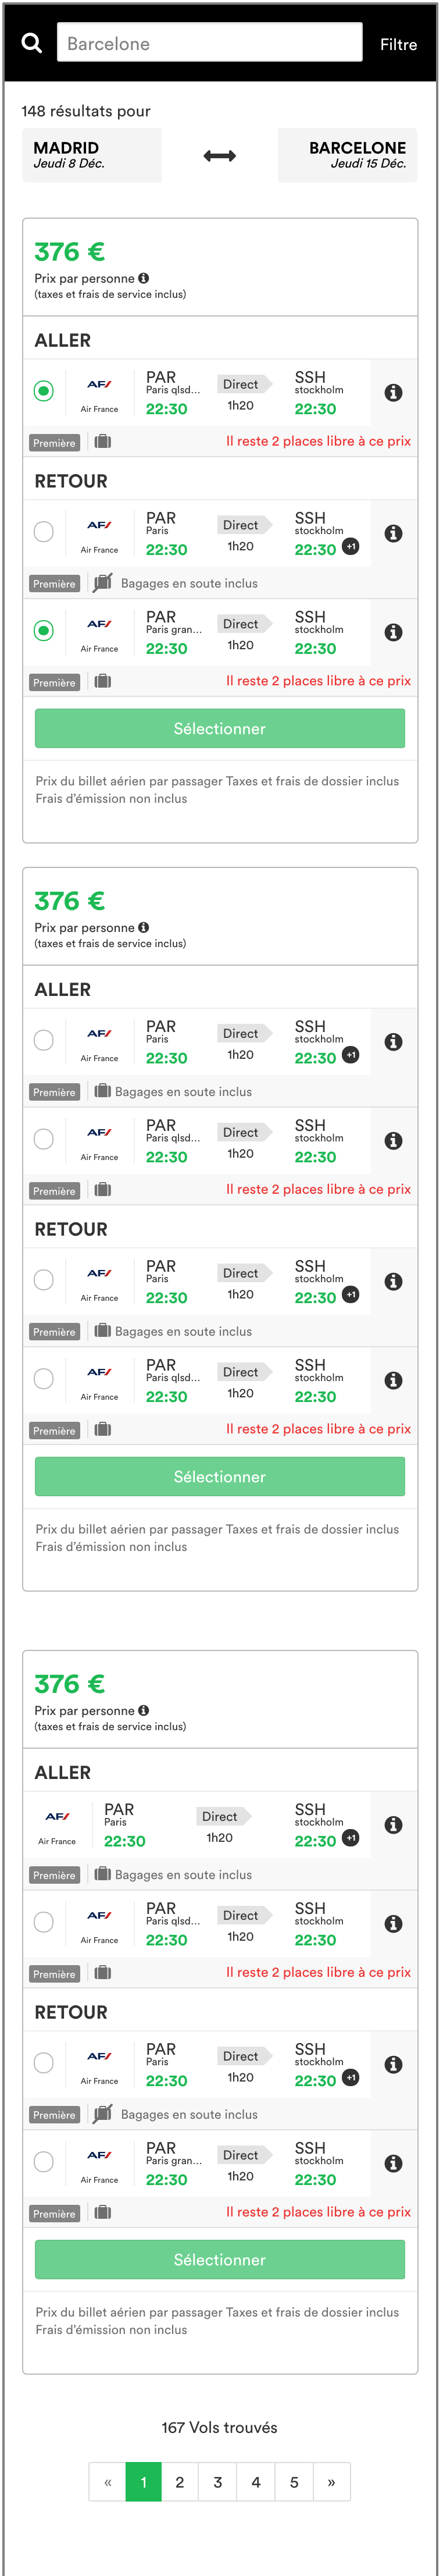 Barcelone
Filtre
148 résultats pour
MADRID
Jeudi 8 Déc.
BARCELONE
Jeudi 15 Déc.
376 €
Prix par personne
(taxes et frais de service inclus)
ALLER
AF
Air France
PAR
Paris qlsd...
22:30
Direct
1h20
SSH
stockholm
22:30
Première
Il reste 2 places libre à ce prix
RETOUR
AF
Air France
PAR
Paris
22:30
Direct
1h20
SSH
stockholm
22:30 +1
Première
Bagages en soute inclus
AF
Air France
PAR
Paris gran...
22:30
Direct
1h20
SSH
stockholm
22:30
Première
Il reste 2 places libre à ce prix
Sélectionner
Prix du billet aérien par passager Taxes et frais de dossier inclus
Frais d'émission non inclus
376 €
Prix par personne
(taxes et frais de service inclus)
ALLER
AF
Air France
PAR
Paris
22:30
Direct
1h20
SSH
stockholm
22:30 +1
Première
Bagages en soute inclus
AF
Air France
PAR
Paris qlsd...
22:30
Direct
1h20
SSH
stockholm
22:30
Première
Il reste 2 places libre à ce prix
RETOUR
AF
Air France
PAR
Paris
22:30
Direct
1h20
SSH
stockholm
22:30 +1
Première
Bagages en soute inclus
AF
Air France
PAR
Paris qlsd...
22:30
Direct
1h20
SSH
stockholm
22:30
Première
Il reste 2 places libre à ce prix
Sélectionner
Prix du billet aérien par passager Taxes et frais de dossier inclus
Frais d'émission non inclus
376 €
Prix par personne
(taxes et frais de service inclus)
ALLER
AF
Air France
PAR
Paris
22:30
Direct
1h20
SSH
stockholm
22:30 +1
Première
Bagages en soute inclus
AF
Air France
PAR
Paris qlsd...
22:30
Direct
1h20
SSH
stockholm
22:30
Première
Il reste 2 places libre à ce prix
RETOUR
AF
Air France
PAR
Paris
22:30
Direct
1h20
SSH
stockholm
22:30 +1
Première
Bagages en soute inclus
AF
Air France
PAR
Paris gran...
22:30
Direct
1h20
SSH
stockholm
22:30
Première
Il reste 2 places libre à ce prix
Sélectionner
Prix du billet aérien par passager Taxes et frais de dossier inclus
Frais d'émission non inclus
167 Vols trouvés
« 1 2 3 4 5 »